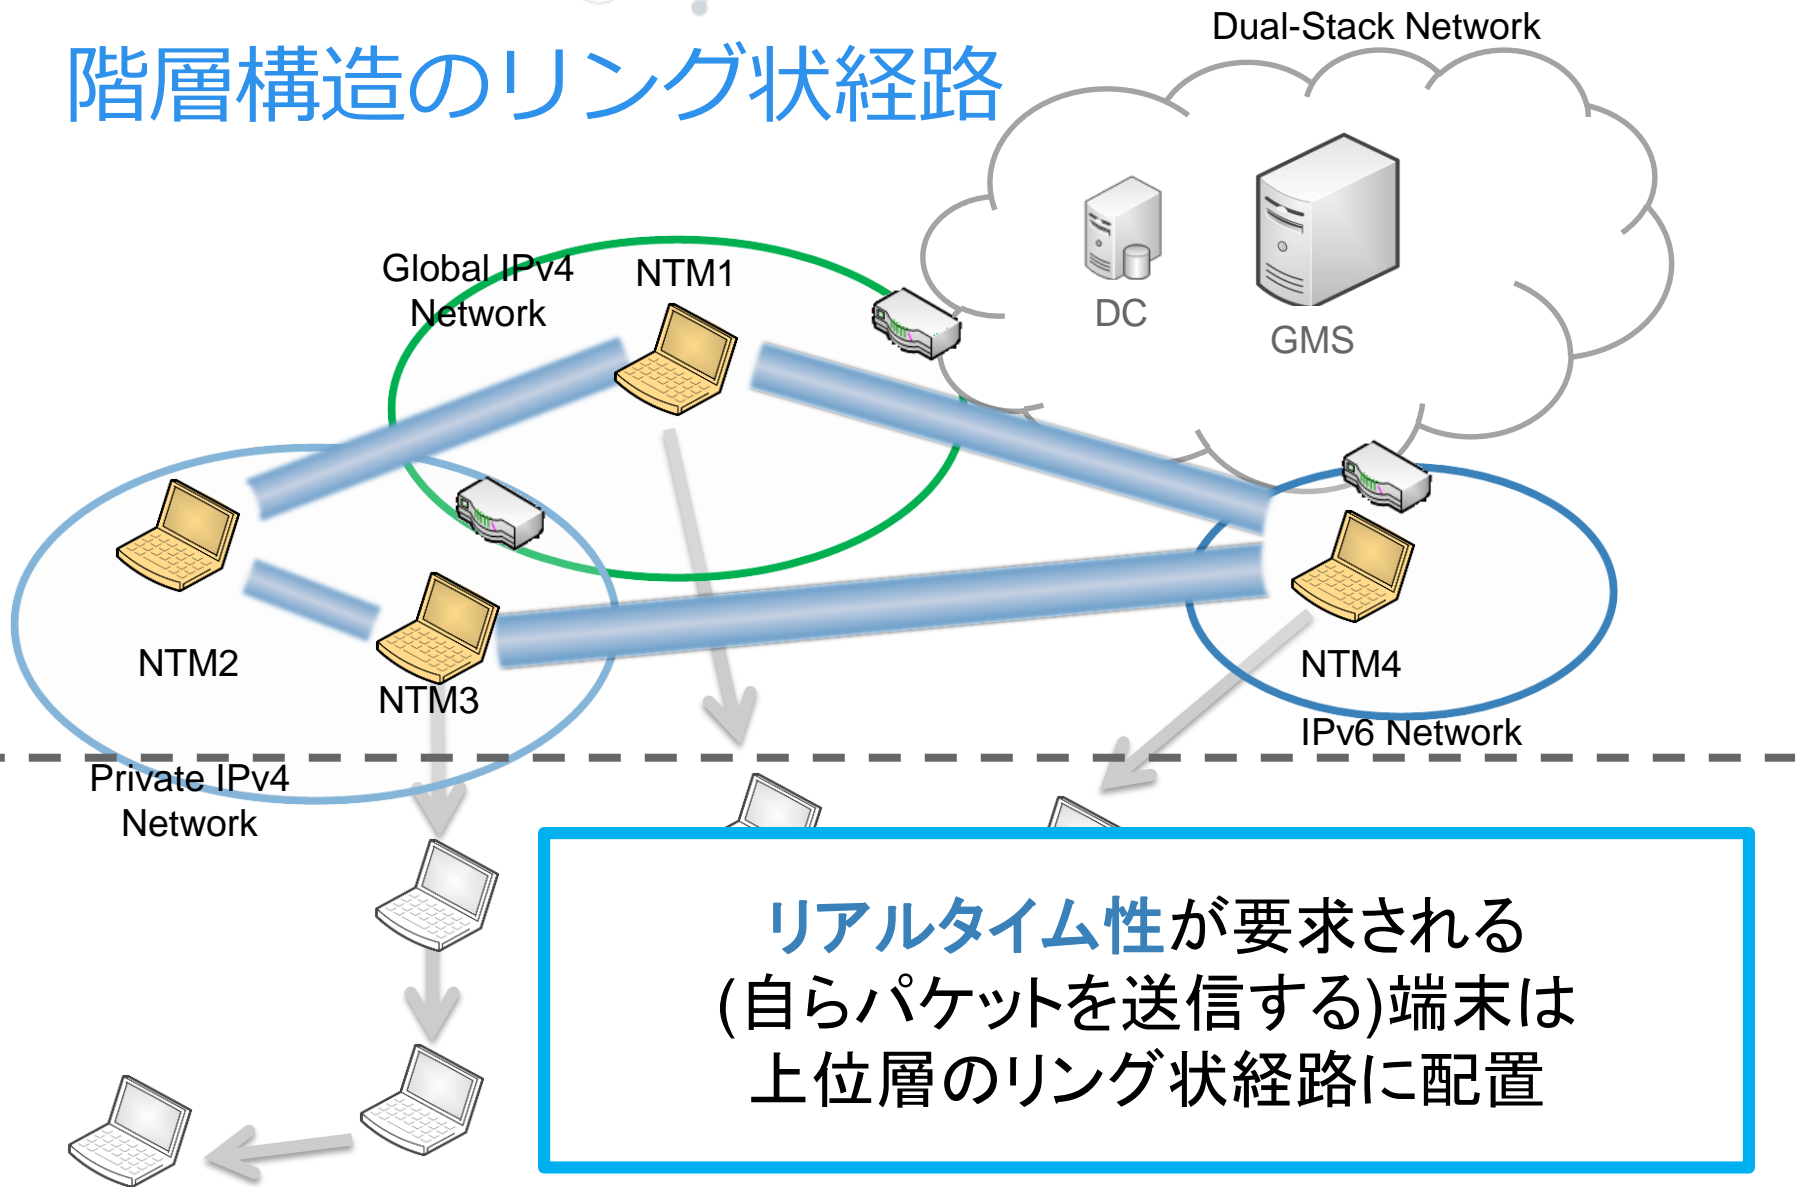 Dual-Stack Network
階層構造のリング状経路
Global IPv4
Network
NTM1
DC
GMS
NTM2
NTM3
NTM4
IPv6 Network
Private IPv4
Network
リアルタイム性が要求される
(自らパケットを送信する)端末は
上位層のリング状経路に配置